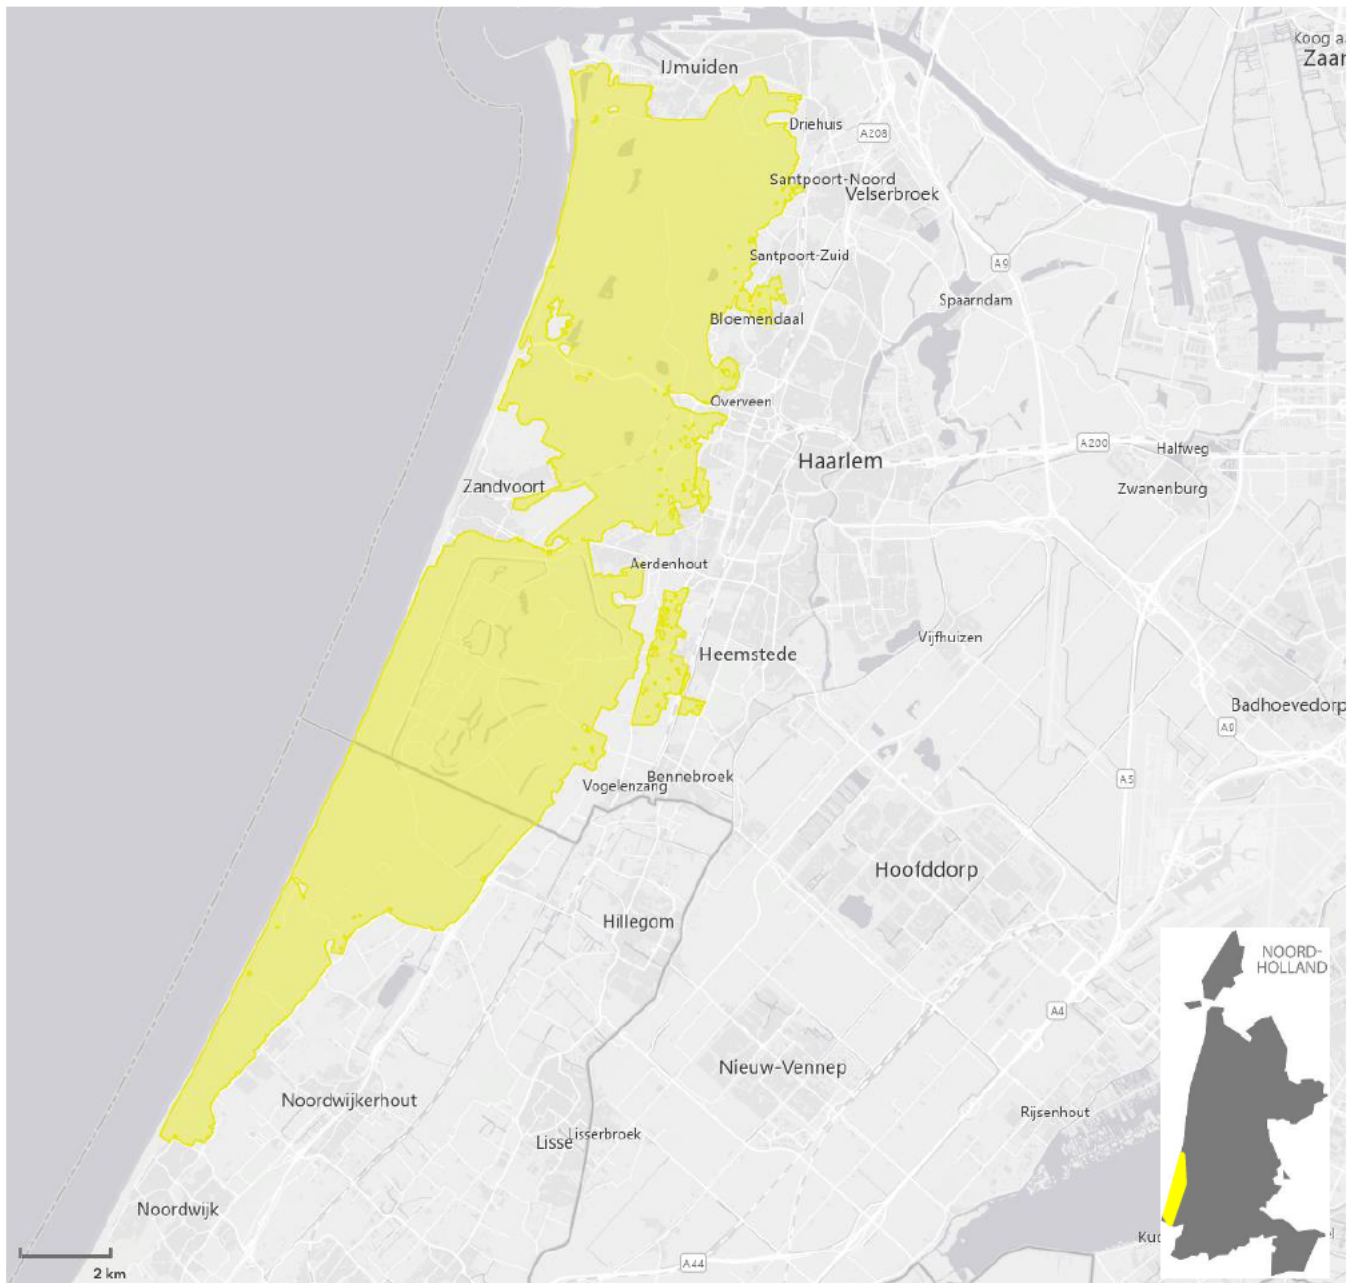 Koog a
Zaar
IJmuiden
Driehuis
A208
Santpoort-Noord
Velserbroek
Santpoort-Zuid
A9
Spaarndam
Bloemendaal
Overveen
A200
Halfweg
Haarlem
Zandvoort
Zwanenburg
Aerdenhout
Vijfhuizen
Heemstede
Badhoevedorp
A9
Bennebroek
A5
Vogelenzang
Hoofddorp
Hillegom
NOORD-
HOLLAND
A4
Nieuw-Vennep
Noordwijkerhout
Rijsenhout
Lisserbroek
Lisse
Noordwijk
Kuc
el
A44
2 km